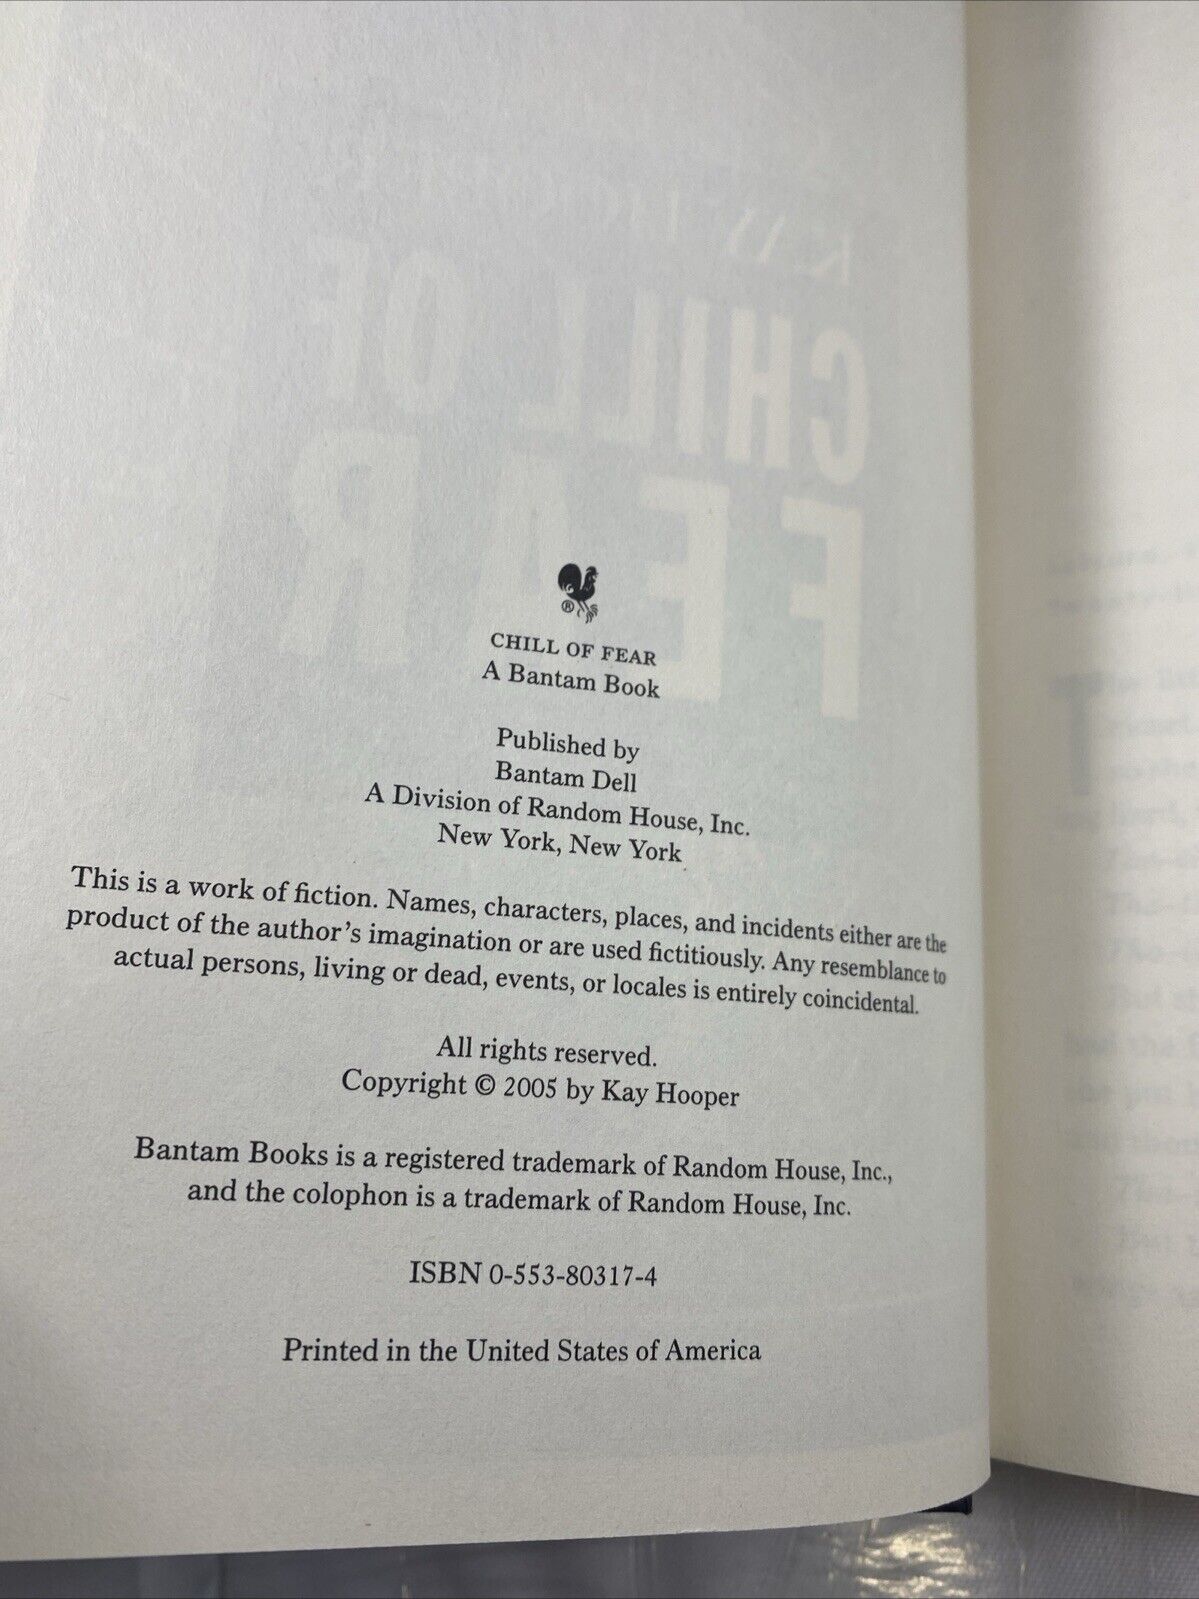 ®
CHILL OF FEAR
A Bantam Book
Published by
Bantam Dell
A Division of Random House, Inc.
New York, New York
This is a work of fiction. Names, characters, places, and incidents either are the
product of the author's imagination or are used fictitiously. Any resemblance to
actual persons, living or dead, events, or locales is entirely coincidental.
All rights reserved.
Copyright © 2005 by Kay Hooper
Bantam Books is a registered trademark of Random House, Inc.,
and the colophon is a trademark of Random House, Inc.
ISBN 0-553-80317-4
Printed in the United States of America